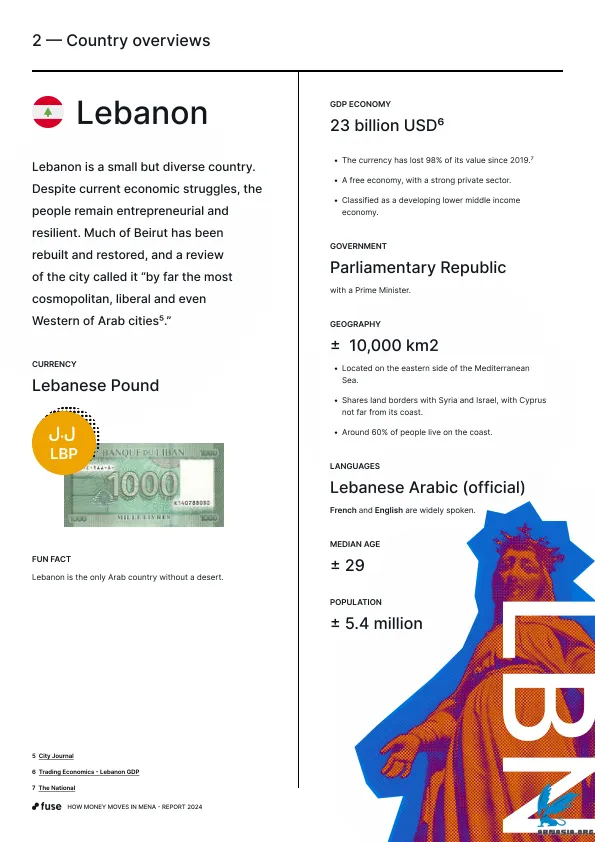 2 — Country overviews
Lebanon
Lebanon is a small but diverse country.
Despite current economic struggles, the
people remain entrepreneurial and
resilient. Much of Beirut has been
rebuilt and restored, and a review
of the city called it “by far the most
cosmopolitan, liberal and even
Western of Arab cities⁵.”
CURRENCY
Lebanese Pound
ل.ل
LBP
BANQUE DU LIBAN
1000
K140788080
MILLE LIVRES
1000
FUN FACT
Lebanon is the only Arab country without a desert.
5 City Journal
6 Trading Economics - Lebanon GDP
7 The National
fuse HOW MONEY MOVES IN MENA - REPORT 2024
GDP ECONOMY
23 billion USD⁶
• The currency has lost 98% of its value since 2019.⁷
• A free economy, with a strong private sector.
• Classified as a developing lower middle income
economy.
GOVERNMENT
Parliamentary Republic
with a Prime Minister.
GEOGRAPHY
± 10,000 km2
• Located on the eastern side of the Mediterranean
Sea.
• Shares land borders with Syria and Israel, with Cyprus
not far from its coast.
• Around 60% of people live on the coast.
LANGUAGES
Lebanese Arabic (official)
French and English are widely spoken.
MEDIAN AGE
± 29
POPULATION
± 5.4 million
LBN
ARMASIA.ORG